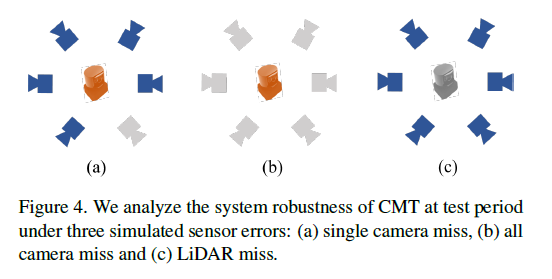 (a)
(b)
(c)
Figure 4. We analyze the system robustness of CMT at test period
under three simulated sensor errors: (a) single camera miss, (b) all
camera miss and (c) LiDAR miss.